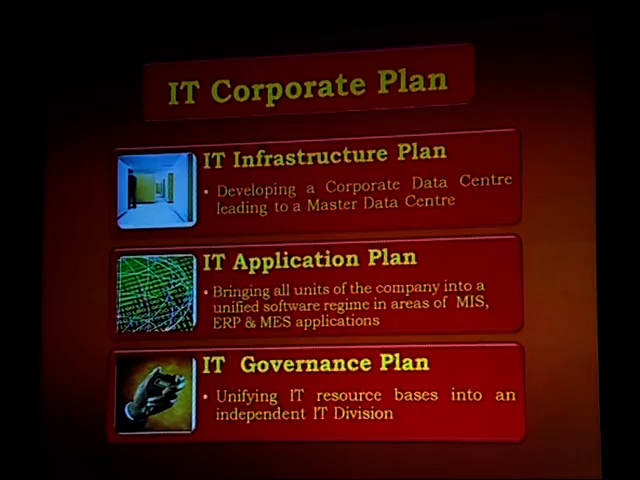 IT Corporate Plan
IT Infrastructure Plan
• Developing a Corporate Data Centre
leading to a Master Data Centre
IT Application Plan
• Bringing all units of the company into a
unified software regime in areas of MIS,
ERP & MES applications
IT Governance Plan
• Unifying IT resource bases into an
independent IT Division